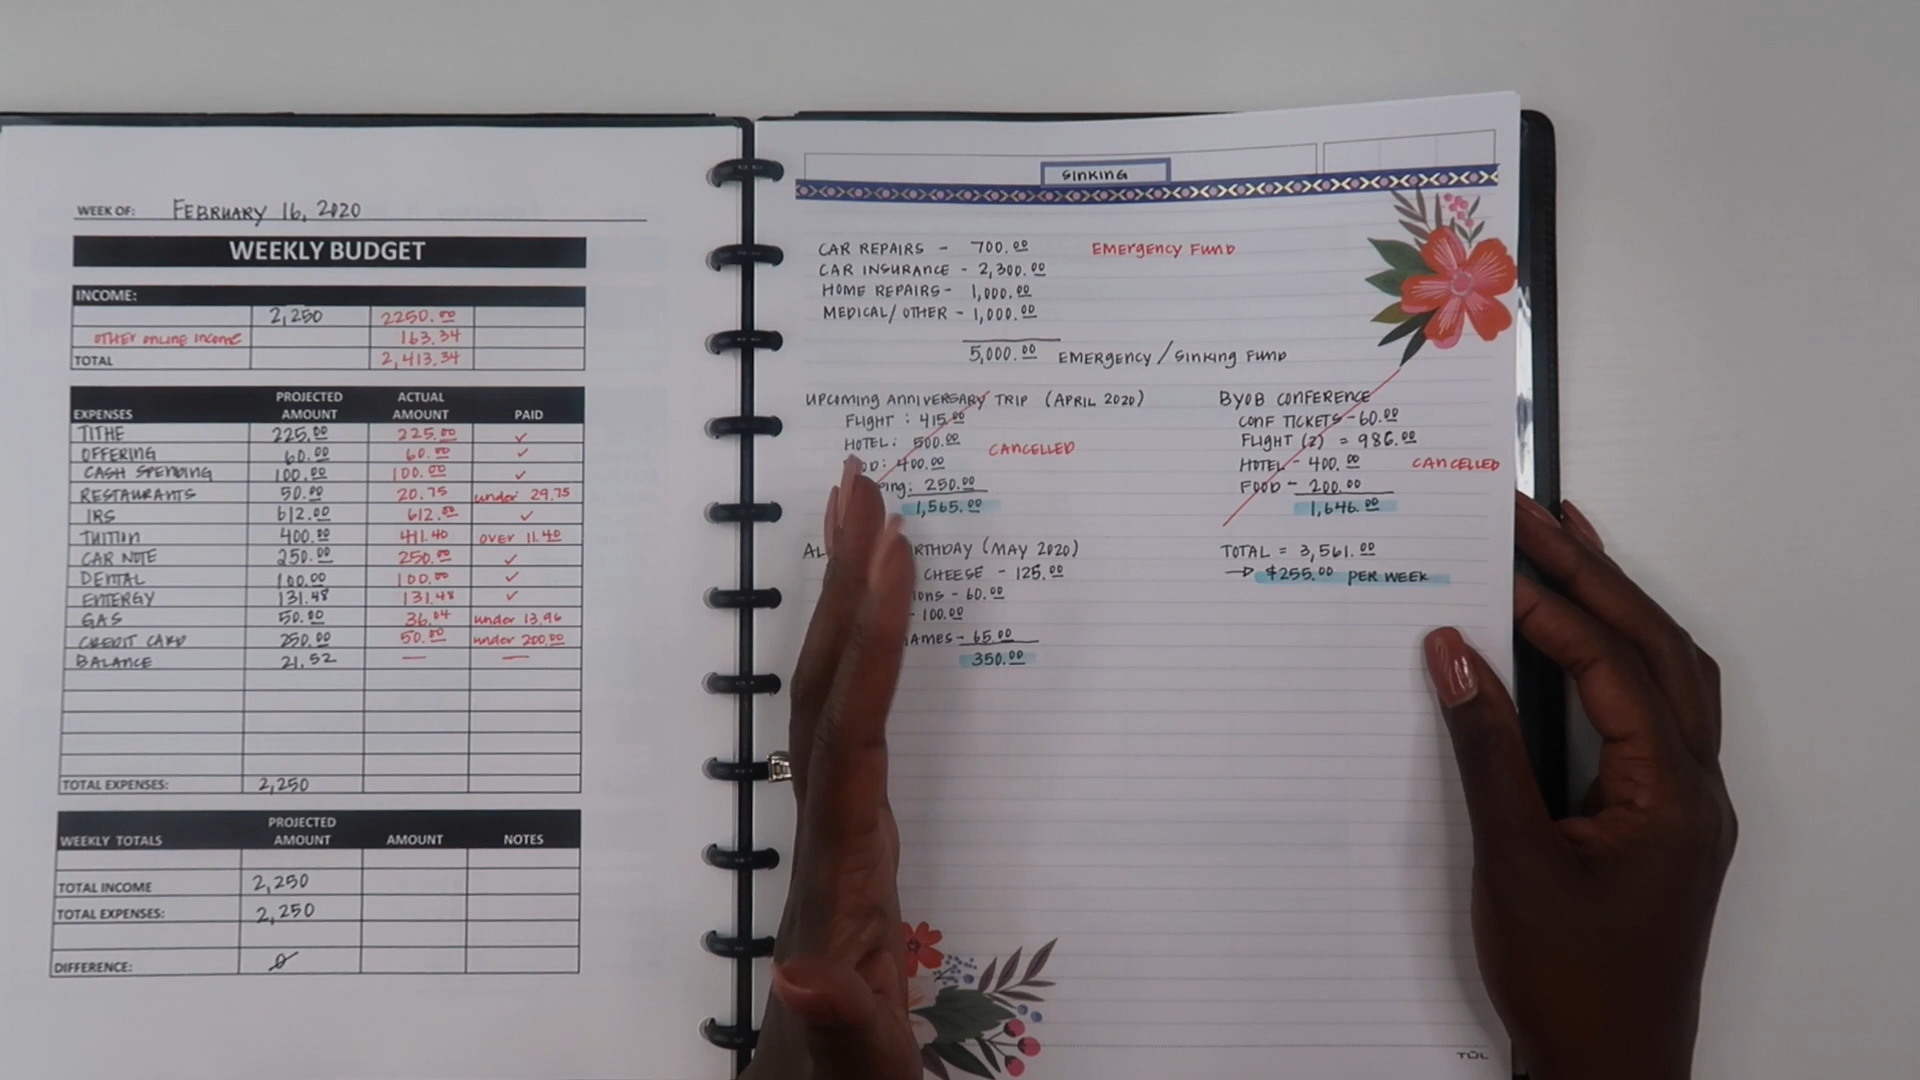 WEEK OF: FEBRUARY 16, 2020
WEEKLY BUDGET
INCOME:
2,250 2250.00
OTHER ONLINE INCOME 163.34
TOTAL 2,413.34
EXPENSES PROJECTED AMOUNT ACTUAL AMOUNT PAID
TITHE 225.00 225.00 ✓
OFFERING 60.00 60.00 ✓
CASH SPENDING 100.00 100.00 ✓
RESTAURANTS 50.00 20.75 under 29.75
IRS 612.00 612.00 ✓
TUITION 400.00 411.40 over 11.40
CAR NOTE 250.00 250.00 ✓
DENTAL 100.00 100.00 ✓
ENTERGY 131.48 131.48 ✓
GAS 50.00 36.04 under 13.96
CREDIT CARD 250.00 50.00 under 200.00
BALANCE 21.52 — —
TOTAL EXPENSES: 2,250
WEEKLY TOTALS PROJECTED AMOUNT AMOUNT NOTES
TOTAL INCOME 2,250
TOTAL EXPENSES: 2,250
DIFFERENCE: 0
SINKING
CAR REPAIRS - 700.00 EMERGENCY FUND
CAR INSURANCE - 2,300.00
HOME REPAIRS - 1,000.00
MEDICAL/OTHER - 1,000.00
5,000.00 EMERGENCY/SINKING FUND
UPCOMING ANNIVERSARY TRIP (APRIL 2020)
FLIGHT: 415.00
HOTEL: 500.00
CANCELLED
: 400.00
: 250.00
1,565.00
BYOB CONFERENCE
CONF TICKETS - 60.00
FLIGHT (2) = 986.00
HOTEL - 400.00 CANCELLED
FOOD - 200.00
1,646.00
(MAY 2020)
CHEESE - 125.00
- 60.00
- 100.00
- 65.00
350.00
TOTAL = 3,561.00
→ $255.00 PER WEEK
TUL